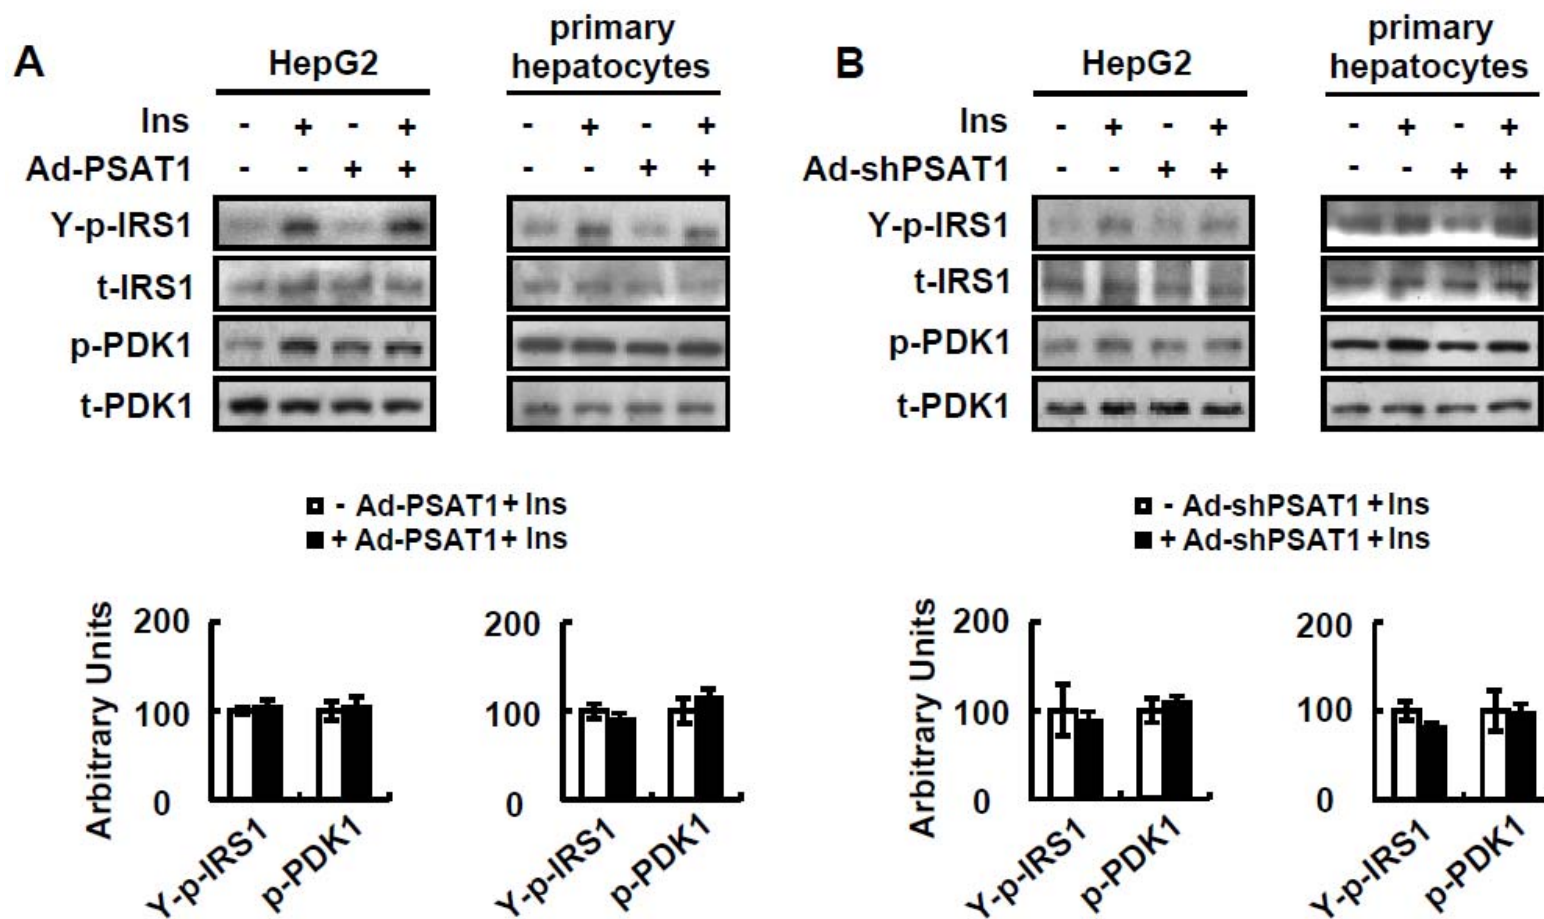 A
HepG2
primary
hepatocytes
Ins - + - + - + - +
Ad-PSAT1 - - + + - - + +
Y-p-IRS1
t-IRS1
p-PDK1
t-PDK1
- Ad-PSAT1+Ins
+ Ad-PSAT1+Ins
Arbitrary Units
200
100
0
Y-p-IRS1
p-PDK1
200
100
0
Y-p-IRS1
p-PDK1
B
HepG2
primary
hepatocytes
Ins - + - + - + - +
Ad-shPSAT1 - - + + - - + +
Y-p-IRS1
t-IRS1
p-PDK1
t-PDK1
- Ad-shPSAT1+Ins
+ Ad-shPSAT1+Ins
Arbitrary Units
200
100
0
Y-p-IRS1
p-PDK1
200
100
0
Y-p-IRS1
p-PDK1